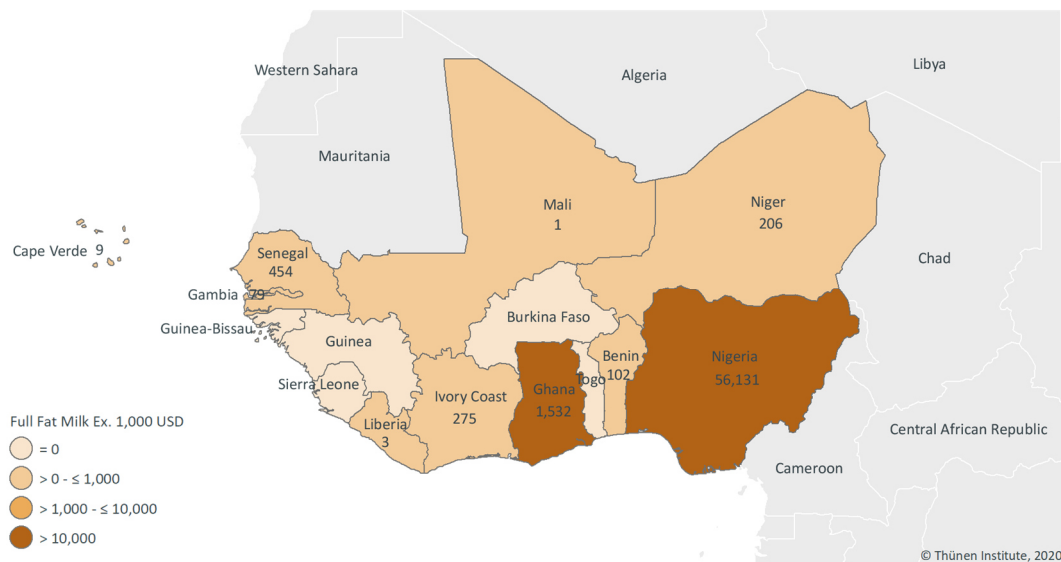 Western Sahara
Algeria
Libya
Mauritania
Mali
1
Niger
206
Cape Verde 9
Senegal
454
Chad
Gambia 79
Guinea-Bissau
Burkina Faso
Guinea
Benin
102
Nigeria
56,131
Sierra Leone
Togo
Ghana
1,532
Ivory Coast
275
Liberia
3
Central African Republic
Cameroon
Full Fat Milk Ex. 1,000 USD
= 0
> 0 - ≤ 1,000
> 1,000 - ≤ 10,000
> 10,000
© Thünen Institute, 2020